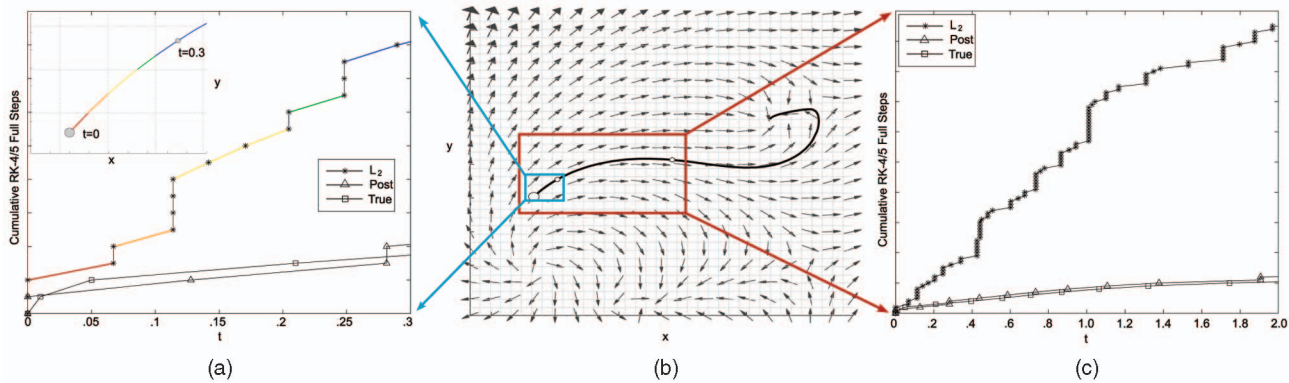 Cumulative RK-4/5 Full Steps
t=0.3
t=0
y
x
L2
Post
True
0
.05
.1
.15
.2
.25
.3
t
(a)
y
x
(b)
Cumulative RK-4/5 Full Steps
L2
Post
True
0
.2
.4
.6
.8
1.0
1.2
1.4
1.6
1.8
2.0
t
(c)